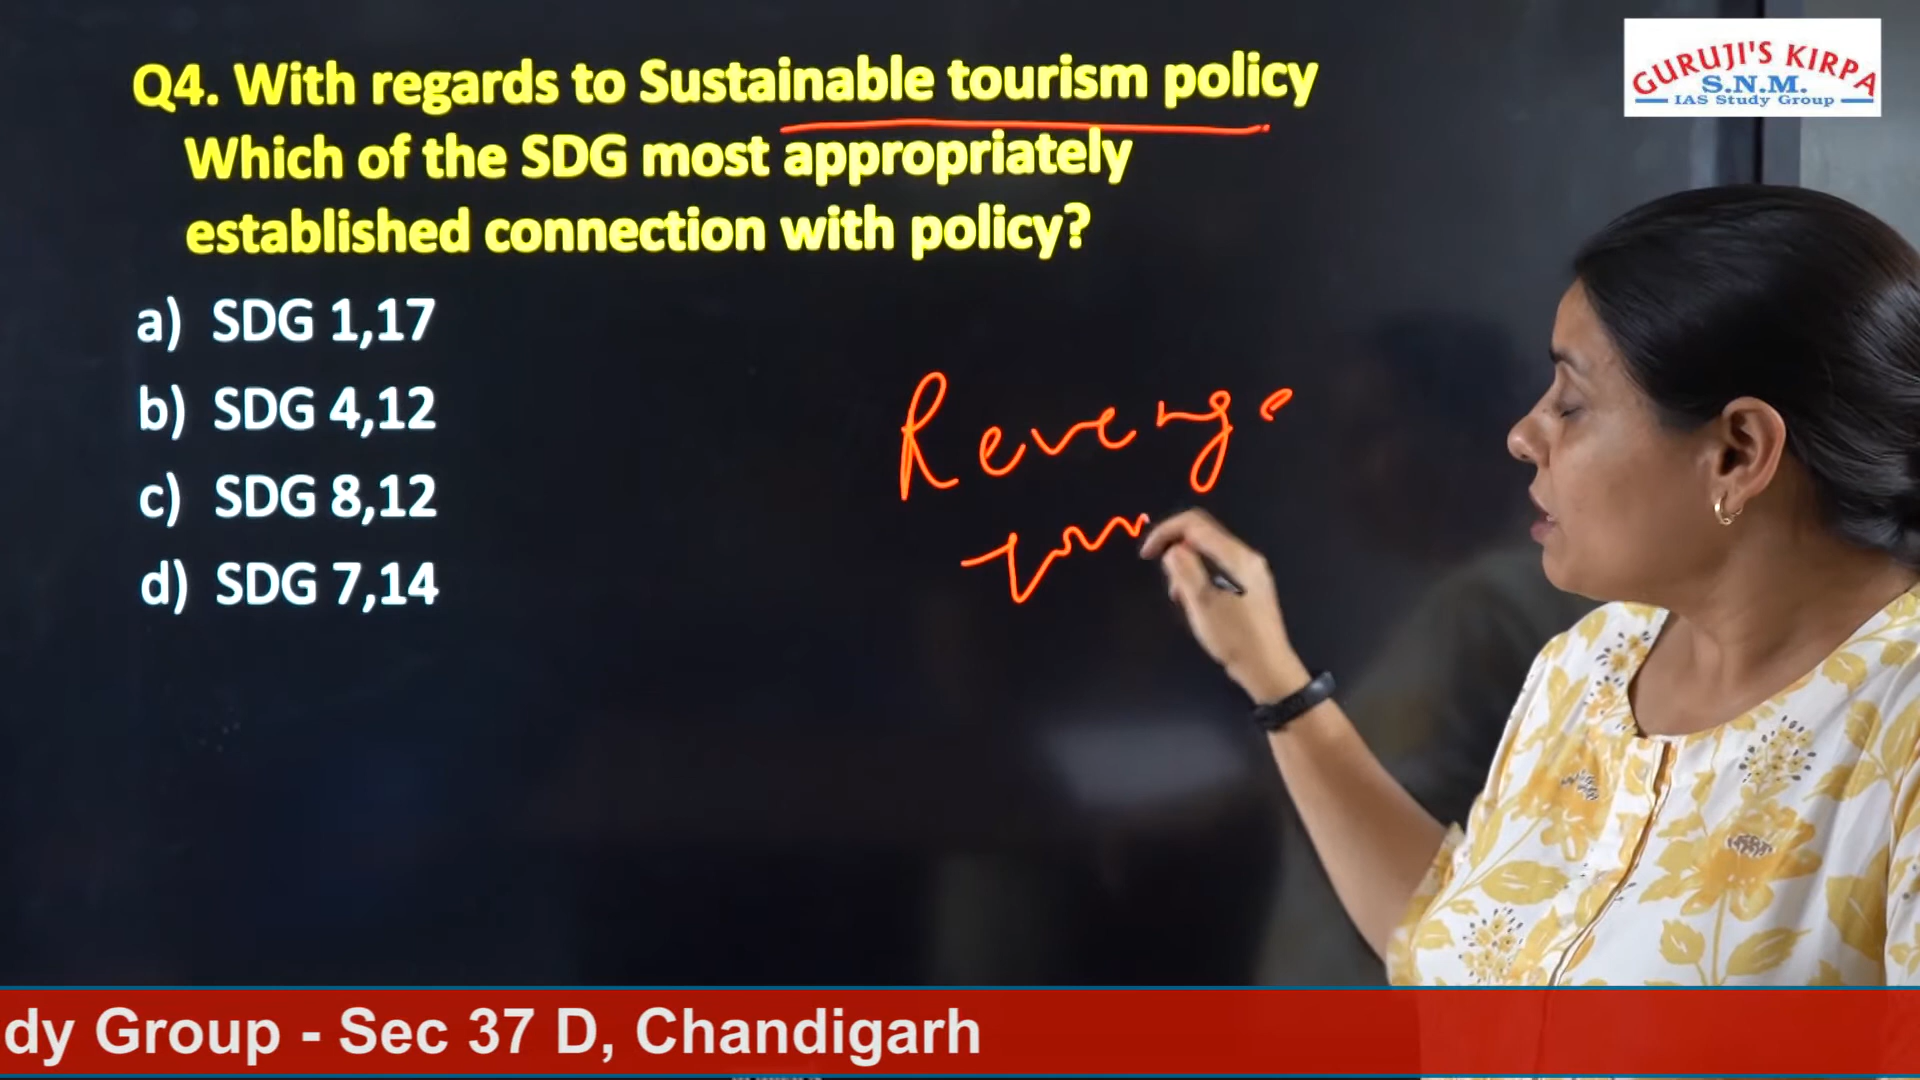 Q4. With regards to Sustainable tourism policy
Which of the SDG most appropriately
established connection with policy?
a) SDG 1,17
b) SDG 4,12
c) SDG 8,12
d) SDG 7,14
Revenge
GURUJI'S KIRPA
S.N.M.
IAS Study Group
dy Group - Sec 37 D, Chandigarh